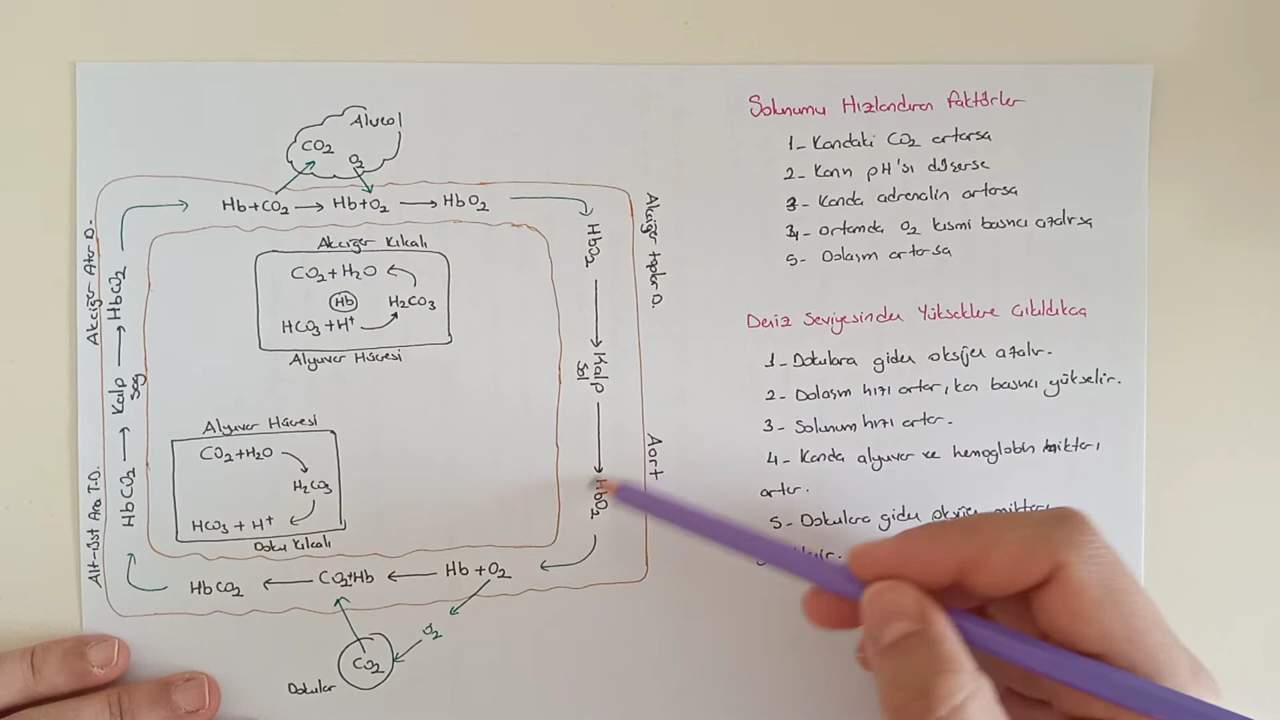 Alveol
CO2
O2
Hb+CO2 → Hb+O2 → HbO2
Akciğer Atar D.
Akciğer toplar D.
HbO2
Kalp
Sol
Aort
HbO2
Hb+O2
O2
CO2
Dokular
CO2+Hb
HbCO2
Alt-Üst Ana T.D.
HbCO2
Kalp
Sağ
HbCO2
Akciğer Kılcalı
CO2+H2O
Hb
H2CO3
HCO3+H+
Alyuvar Hücresi
Alyuvar Hücresi
CO2+H2O
H2CO3
HCO3+H+
Doku Kılcalı
Solunumu Hızlandıran Faktörler
1- Kandaki CO2 artarsa
2- Kanın pH'sı düşerse
3- Kanda adrenalin artarsa
4- Ortamda O2 kısmi basıncı azalırsa
5- Dolaşım artarsa
Deniz Seviyesinden Yükseklere Çıkıldıkça
1- Dokulara giden oksijen azalır.
2- Dolaşım hızı artar, kan basıncı yükselir.
3- Solunum hızı artar.
4- Kanda alyuvar ve hemoglobin miktarı
artar.
5- Dokulara giden oksijen miktarı